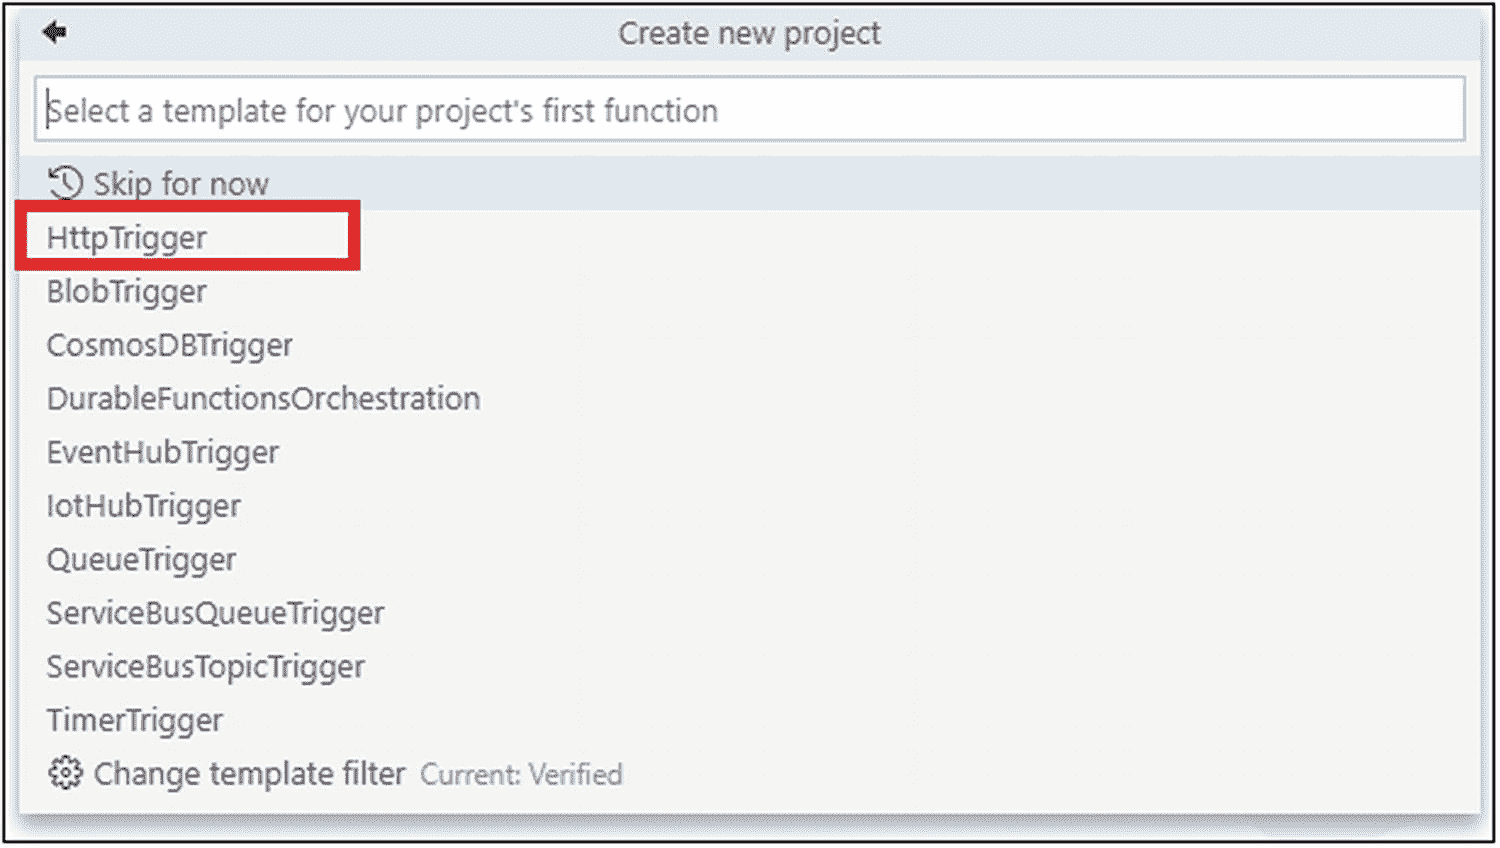 Create new project
Select a template for your project's first function
Skip for now
HttpTrigger
BlobTrigger
CosmosDBTrigger
DurableFunctionsOrchestration
EventHubTrigger
IotHubTrigger
QueueTrigger
ServiceBusQueueTrigger
ServiceBusTopicTrigger
TimerTrigger
Change template filter Current: Verified